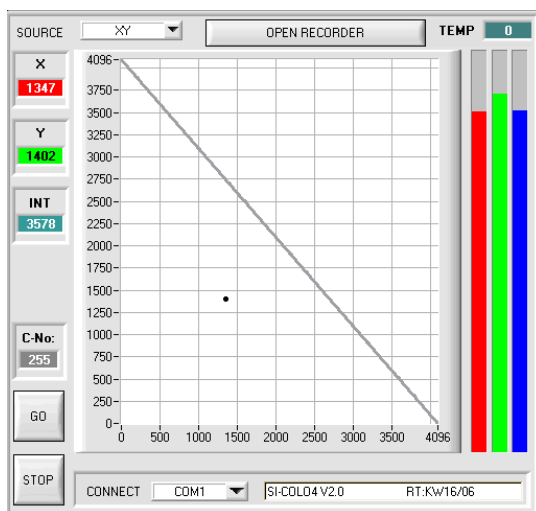 SOURCE XY OPEN RECORDER TEMP 0
X
1347
Y
1402
INT
3578
C-No:
255
GO
STOP
4096
3750
3500
3250
3000
2750
2500
2250
2000
1750
1500
1250
1000
750
500
250
0
0 500 1000 1500 2000 2500 3000 3500 4096
CONNECT COM1 SI-COLO4 V2.0 RT:KW16/06